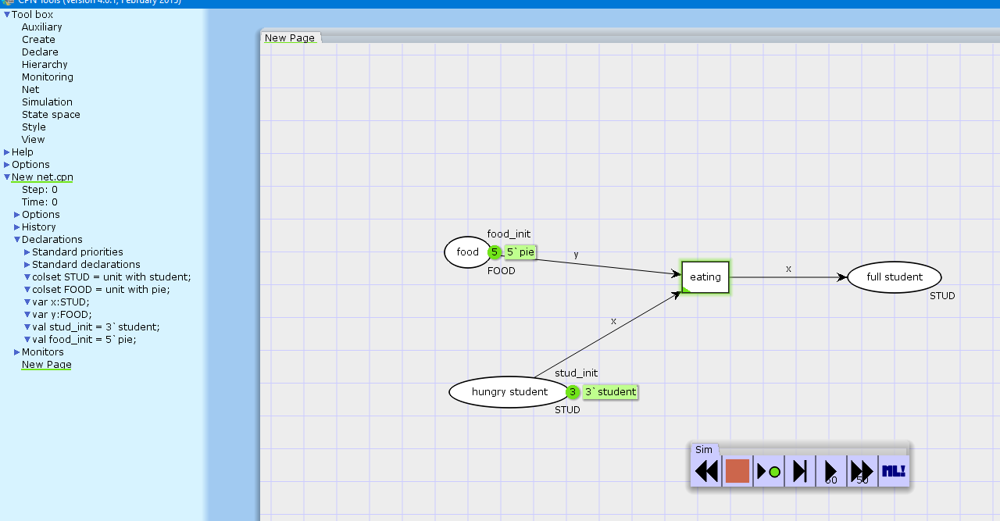 CPN Tools (Version 4.0.1, February 2015)
Tool box
Auxiliary
Create
Declare
Hierarchy
Monitoring
Net
Simulation
State space
Style
View
Help
Options
New net.cpn
Step: 0
Time: 0
Options
History
Declarations
Standard priorities
Standard declarations
colset STUD = unit with student;
colset FOOD = unit with pie;
var x:STUD;
var y:FOOD;
val stud_init = 3`student;
val food_init = 5`pie;
Monitors
New Page
New Page
food_init
food
5
5`pie
FOOD
y
eating
x
full student
STUD
x
stud_init
hungry student
3
3`student
STUD
Sim
50
50
ML!